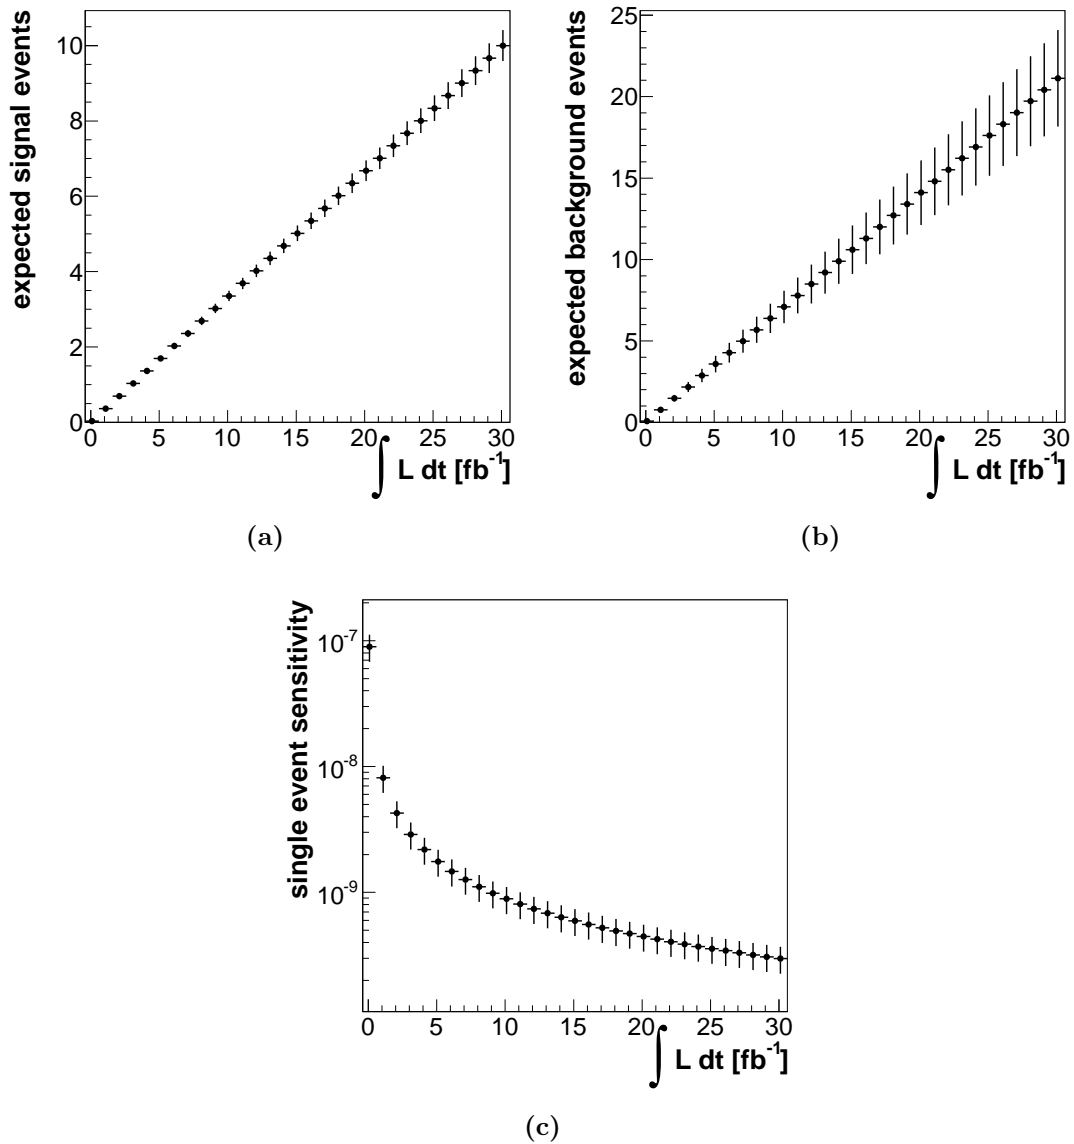 expected signal events
10
8
6
4
2
0
0 5 10 15 20 25 30
∫ L dt [fb⁻¹]
(a)
expected background events
25
20
15
10
5
0
0 5 10 15 20 25 30
∫ L dt [fb⁻¹]
(b)
single event sensitivity
10⁻⁷
10⁻⁸
10⁻⁹
0 5 10 15 20 25 30
∫ L dt [fb⁻¹]
(c)